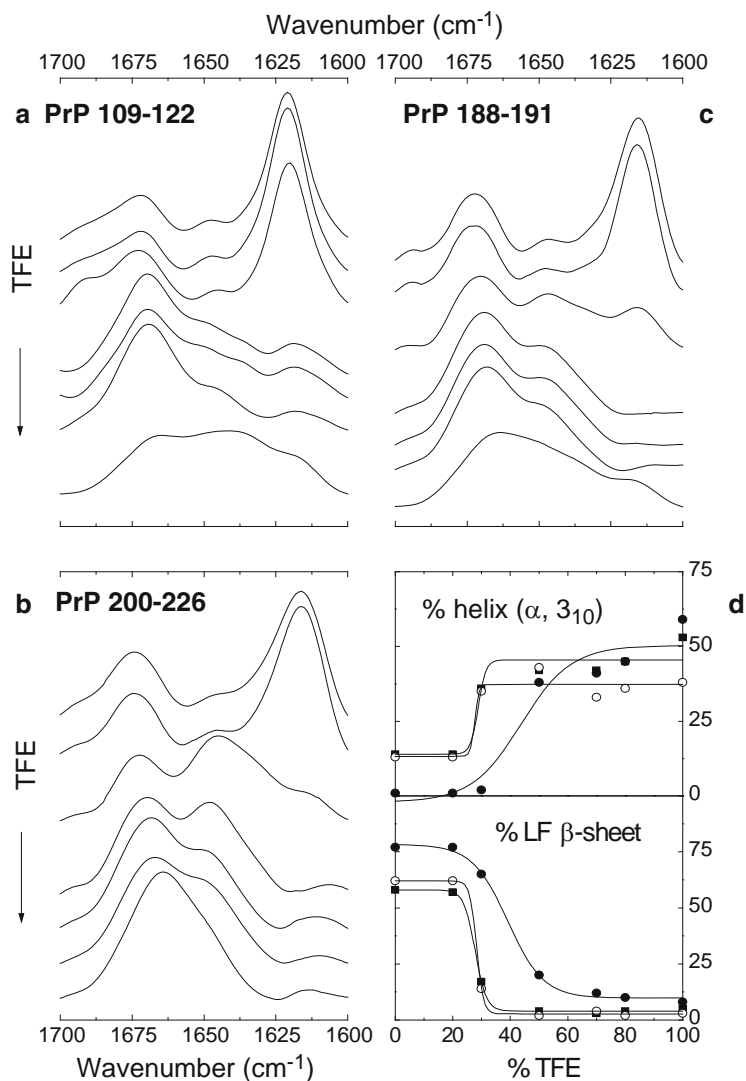 Wavenumber (cm⁻¹)
1700 1675 1650 1625 1600 1675 1650 1625 1600
a PrP 109-122
PrP 188-191 c
TFE
b PrP 200-226
d
TFE
% helix (α, 3₁₀)
75
50
25
0
% LF β-sheet
75
50
25
0
1700 1675 1650 1625 1600
0 20 40 60 80 100
Wavenumber (cm⁻¹)
% TFE